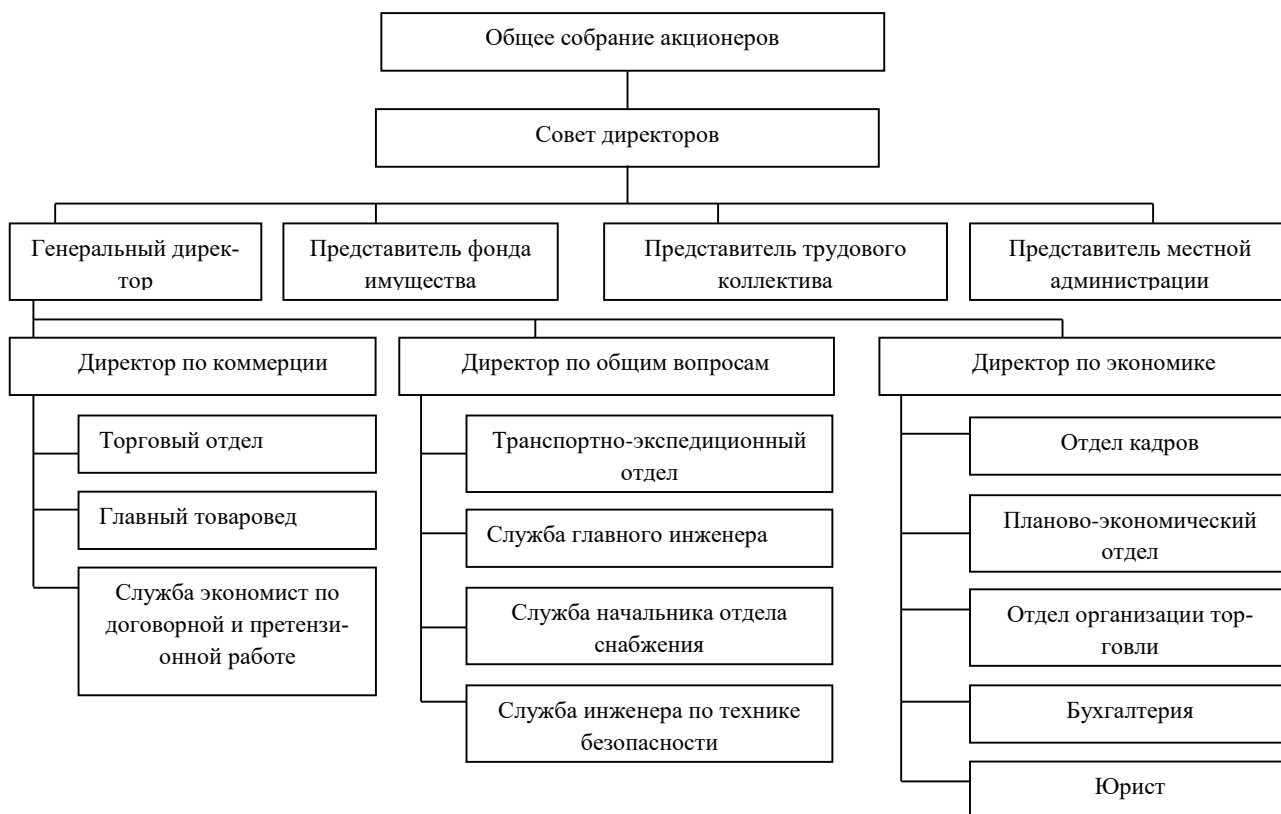 Общее собрание акционеров
Совет директоров
Генеральный дирек-
тор
Представитель фонда
имущества
Представитель трудового
коллектива
Представитель местной
администрации
Директор по коммерции
Директор по общим вопросам
Директор по экономике
Торговый отдел
Главный товаровед
Служба экономист по
договорной и претензи-
онной работе
Транспортно-экспедиционный
отдел
Служба главного инженера
Служба начальника отдела
снабжения
Служба инженера по технике
безопасности
Отдел кадров
Планово-экономический
отдел
Отдел организации тор-
говли
Бухгалтерия
Юрист